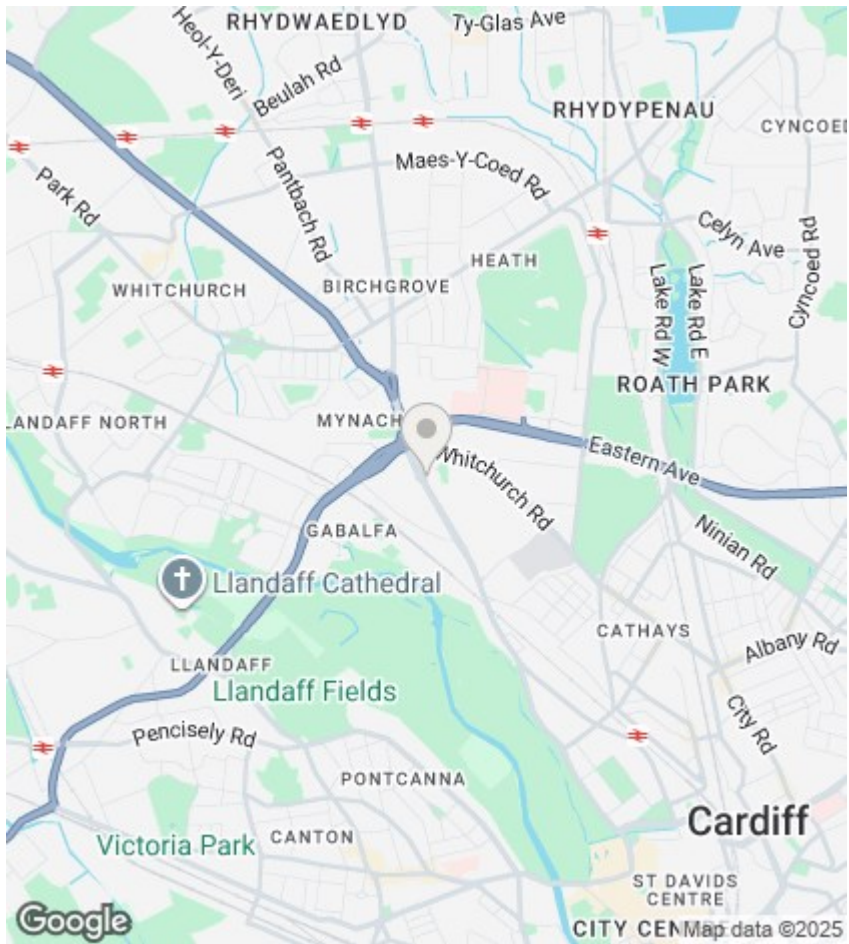 RHYDWAEDLYD
Ty-Glas Ave
Heol-Y-Deri
Beulah Rd
RHYDYPENAU
CYNCOED
Pantbach Rd
Maes-Y-Coed Rd
Park Rd
Celyn Ave
Cyncoed Rd
HEATH
WHITCHURCH
BIRCHGROVE
Lake Rd W
Lake Rd E
ROATH PARK
LANDAFF NORTH
MYNACH
Whitchurch Rd
Eastern Ave
GABALFA
Ninian Rd
Llandaff Cathedral
CATHAYS
Albany Rd
LLANDAFF
Llandaff Fields
City Rd
Pencisely Rd
PONTCANNA
Cardiff
Victoria Park
CANTON
ST DAVIDS
CENTRE
Google
CITY CEN
Map data ©2025